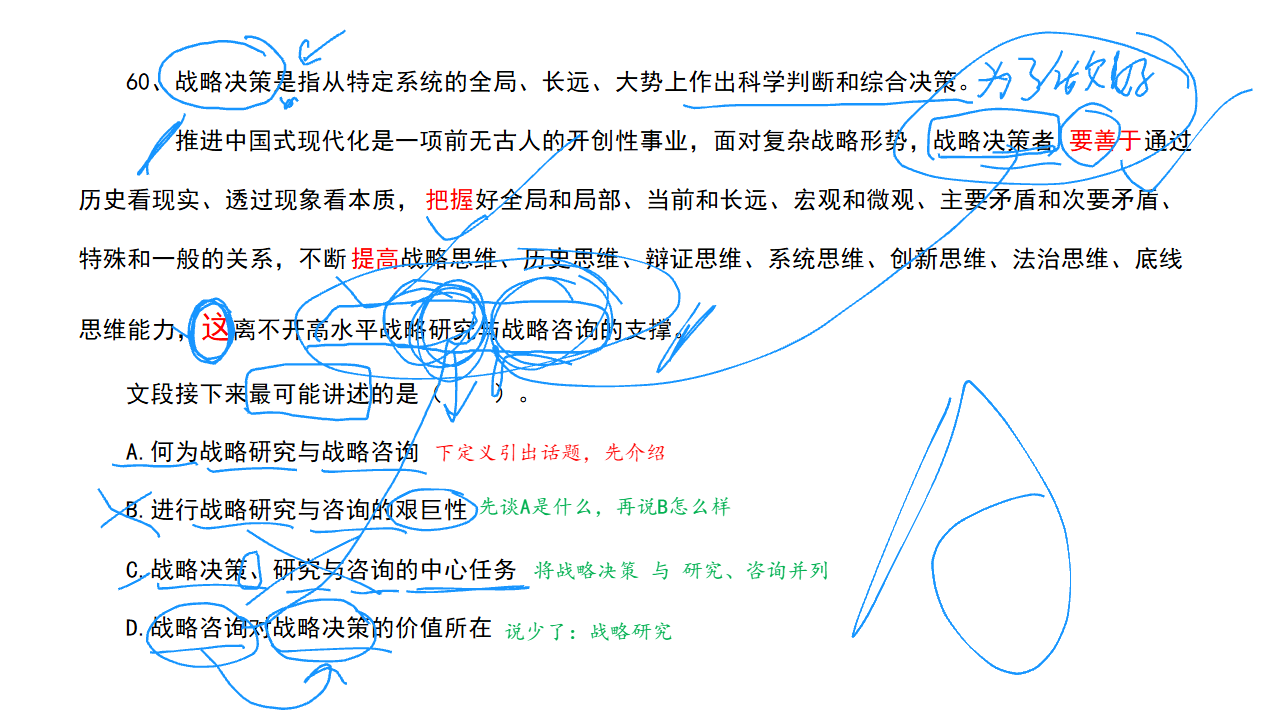 60、战略决策是指从特定系统的全局、长远、大势上作出科学判断和综合决策。
为了做决策
推进中国式现代化是一项前无古人的开创性事业，面对复杂战略形势，战略决策者 要善于通过
历史看现实、透过现象看本质，把握好全局和局部、当前和长远、宏观和微观、主要矛盾和次要矛盾、
特殊和一般的关系，不断提高战略思维、历史思维、辩证思维、系统思维、创新思维、法治思维、底线
思维能力，这离不开高水平战略研究与战略咨询的支撑。
文段接下来最可能讲述的是（ ）。
A.何为战略研究与战略咨询 下定义引出话题，先介绍
B.进行战略研究与咨询的艰巨性 先谈A是什么，再说B怎么样
C.战略决策、研究与咨询的中心任务 将战略决策 与 研究、咨询并列
D.战略咨询对战略决策的价值所在 说少了：战略研究